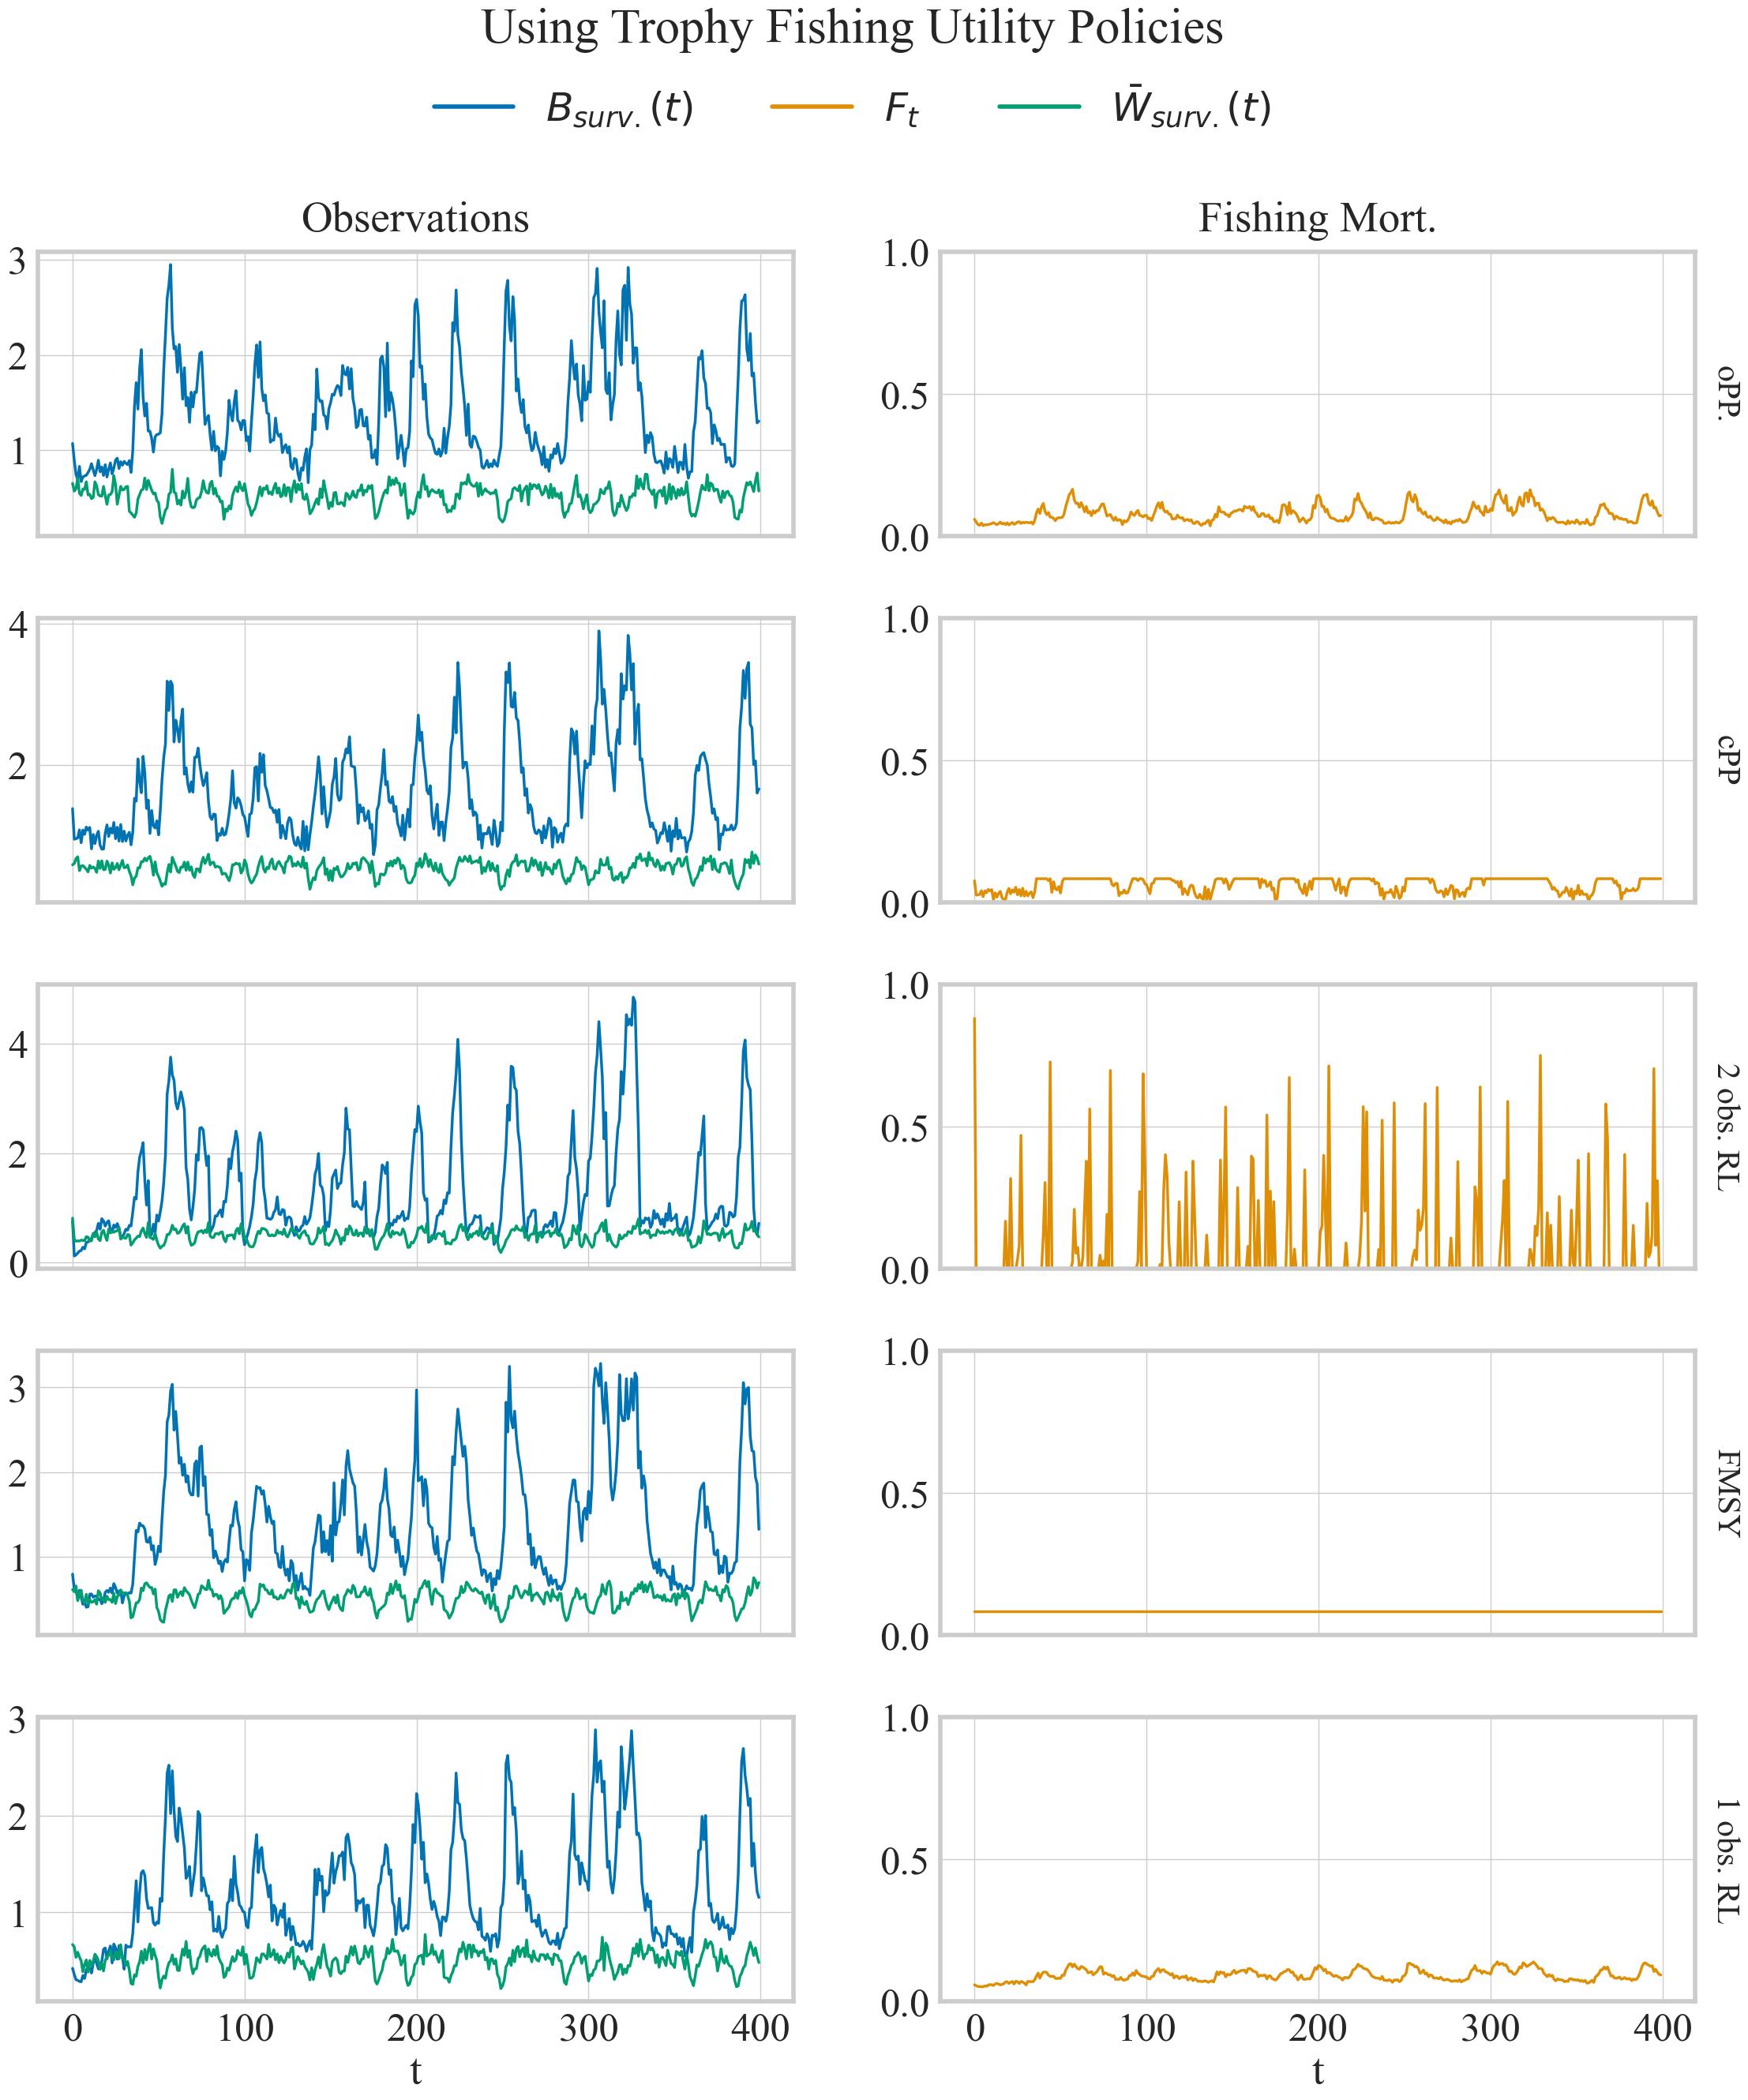 Using Trophy Fishing Utility Policies
B_surv.(t) F_t W̄_surv.(t)
Observations Fishing Mort.
3
2
1
1.0
0.5
0.0
oPP.
4
2
1.0
0.5
0.0
cPP
4
2
0
1.0
0.5
0.0
2 obs. RL
3
2
1
1.0
0.5
0.0
FMSY
3
2
1
1.0
0.5
0.0
1 obs. RL
0 100 200 300 400
t
0 100 200 300 400
t